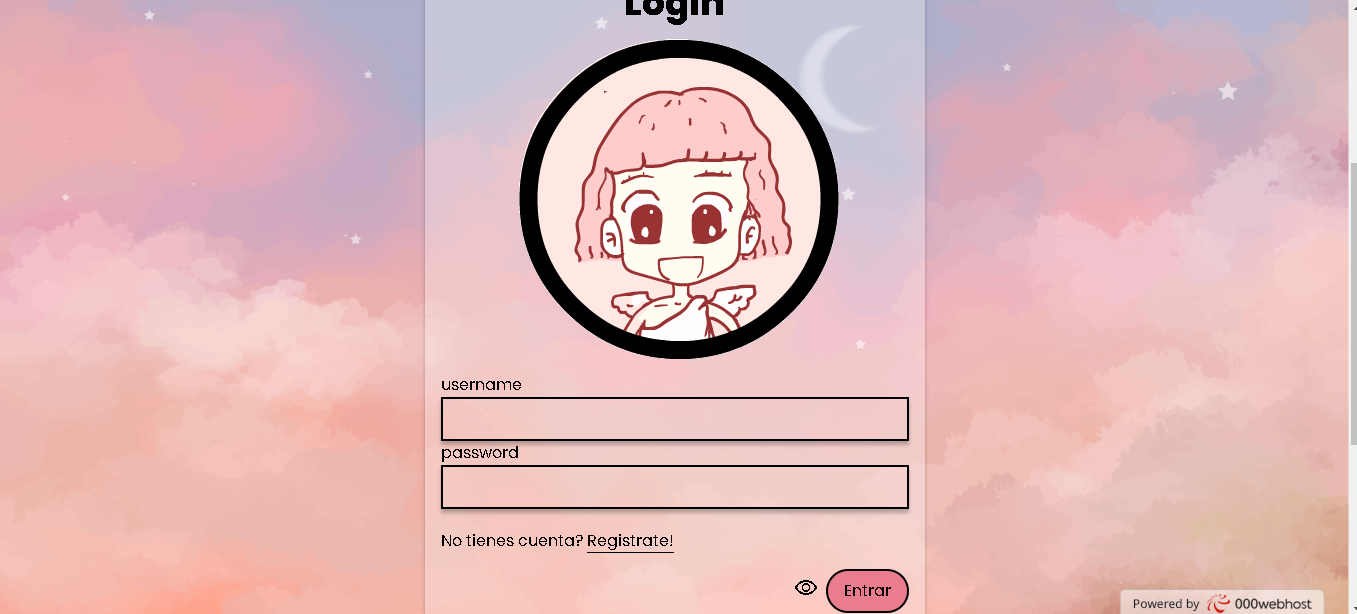 Login
username
password
No tienes cuenta? Registrate!
Entrar
Powered by 000webhost